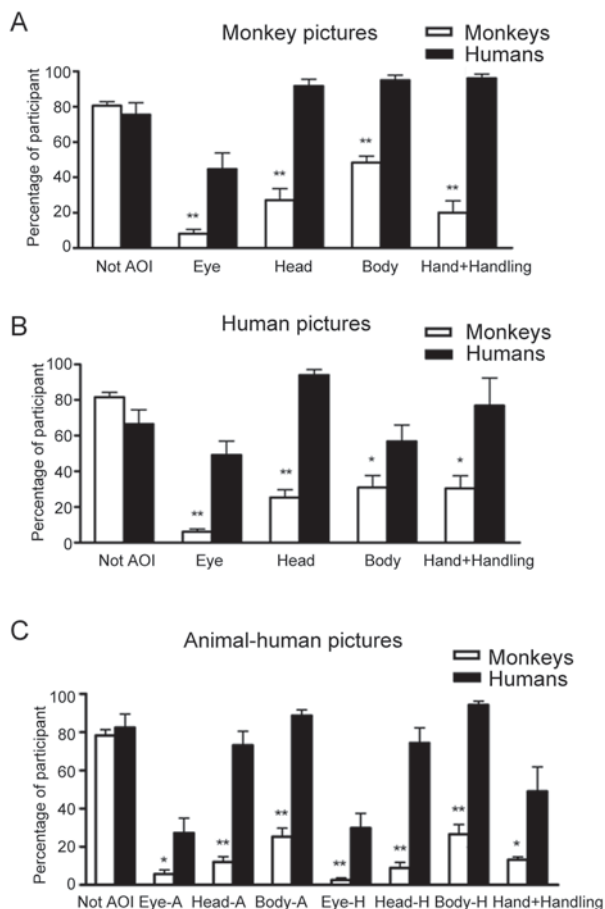 A
Monkey pictures
Monkeys
Humans
Percentage of participant
100
80
60
40
20
0
**
**
**
**
Not AOI Eye Head Body Hand+Handling
B
Human pictures
Monkeys
Humans
Percentage of participant
100
80
60
40
20
0
**
**
*
*
Not AOI Eye Head Body Hand+Handling
C
Animal-human pictures
Monkeys
Humans
Percentage of participant
100
80
60
40
20
0
*
**
**
**
**
**
*
Not AOI Eye-A Head-A Body-A Eye-H Head-H Body-H Hand+Handling